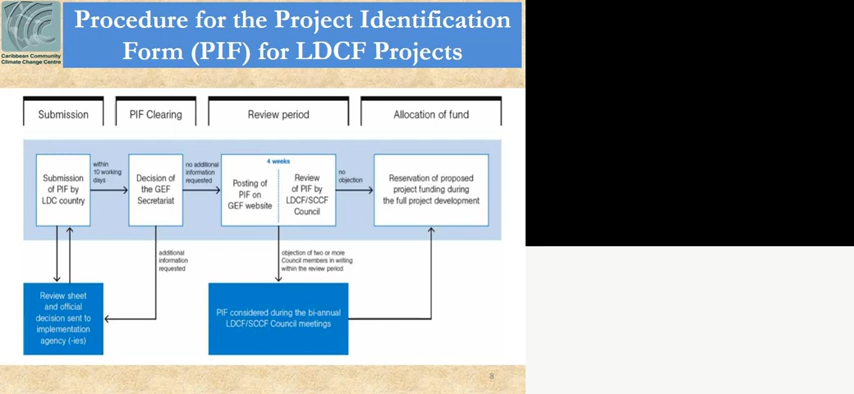 Procedure for the Project Identification
Form (PIF) for LDCF Projects
Caribbean Community
Climate Change Centre
Submission
PIF Clearing
Review period
Allocation of fund
Submission
of PIF by
LDC country
within
10 working
days
Decision of
the GEF
Secretariat
no additional
information
requested
4 weeks
Posting of
PIF on
GEF website
Review
of PIF by
LDCF/SCCF
Council
no
objection
Reservation of proposed
project funding during
the full project development
additional
information
requested
objection of two or more
Council members in writing
within the review period
Review sheet
and official
decision sent to
implementation
agency (-ies)
PIF considered during the bi-annual
LDCF/SCCF Council meetings
8